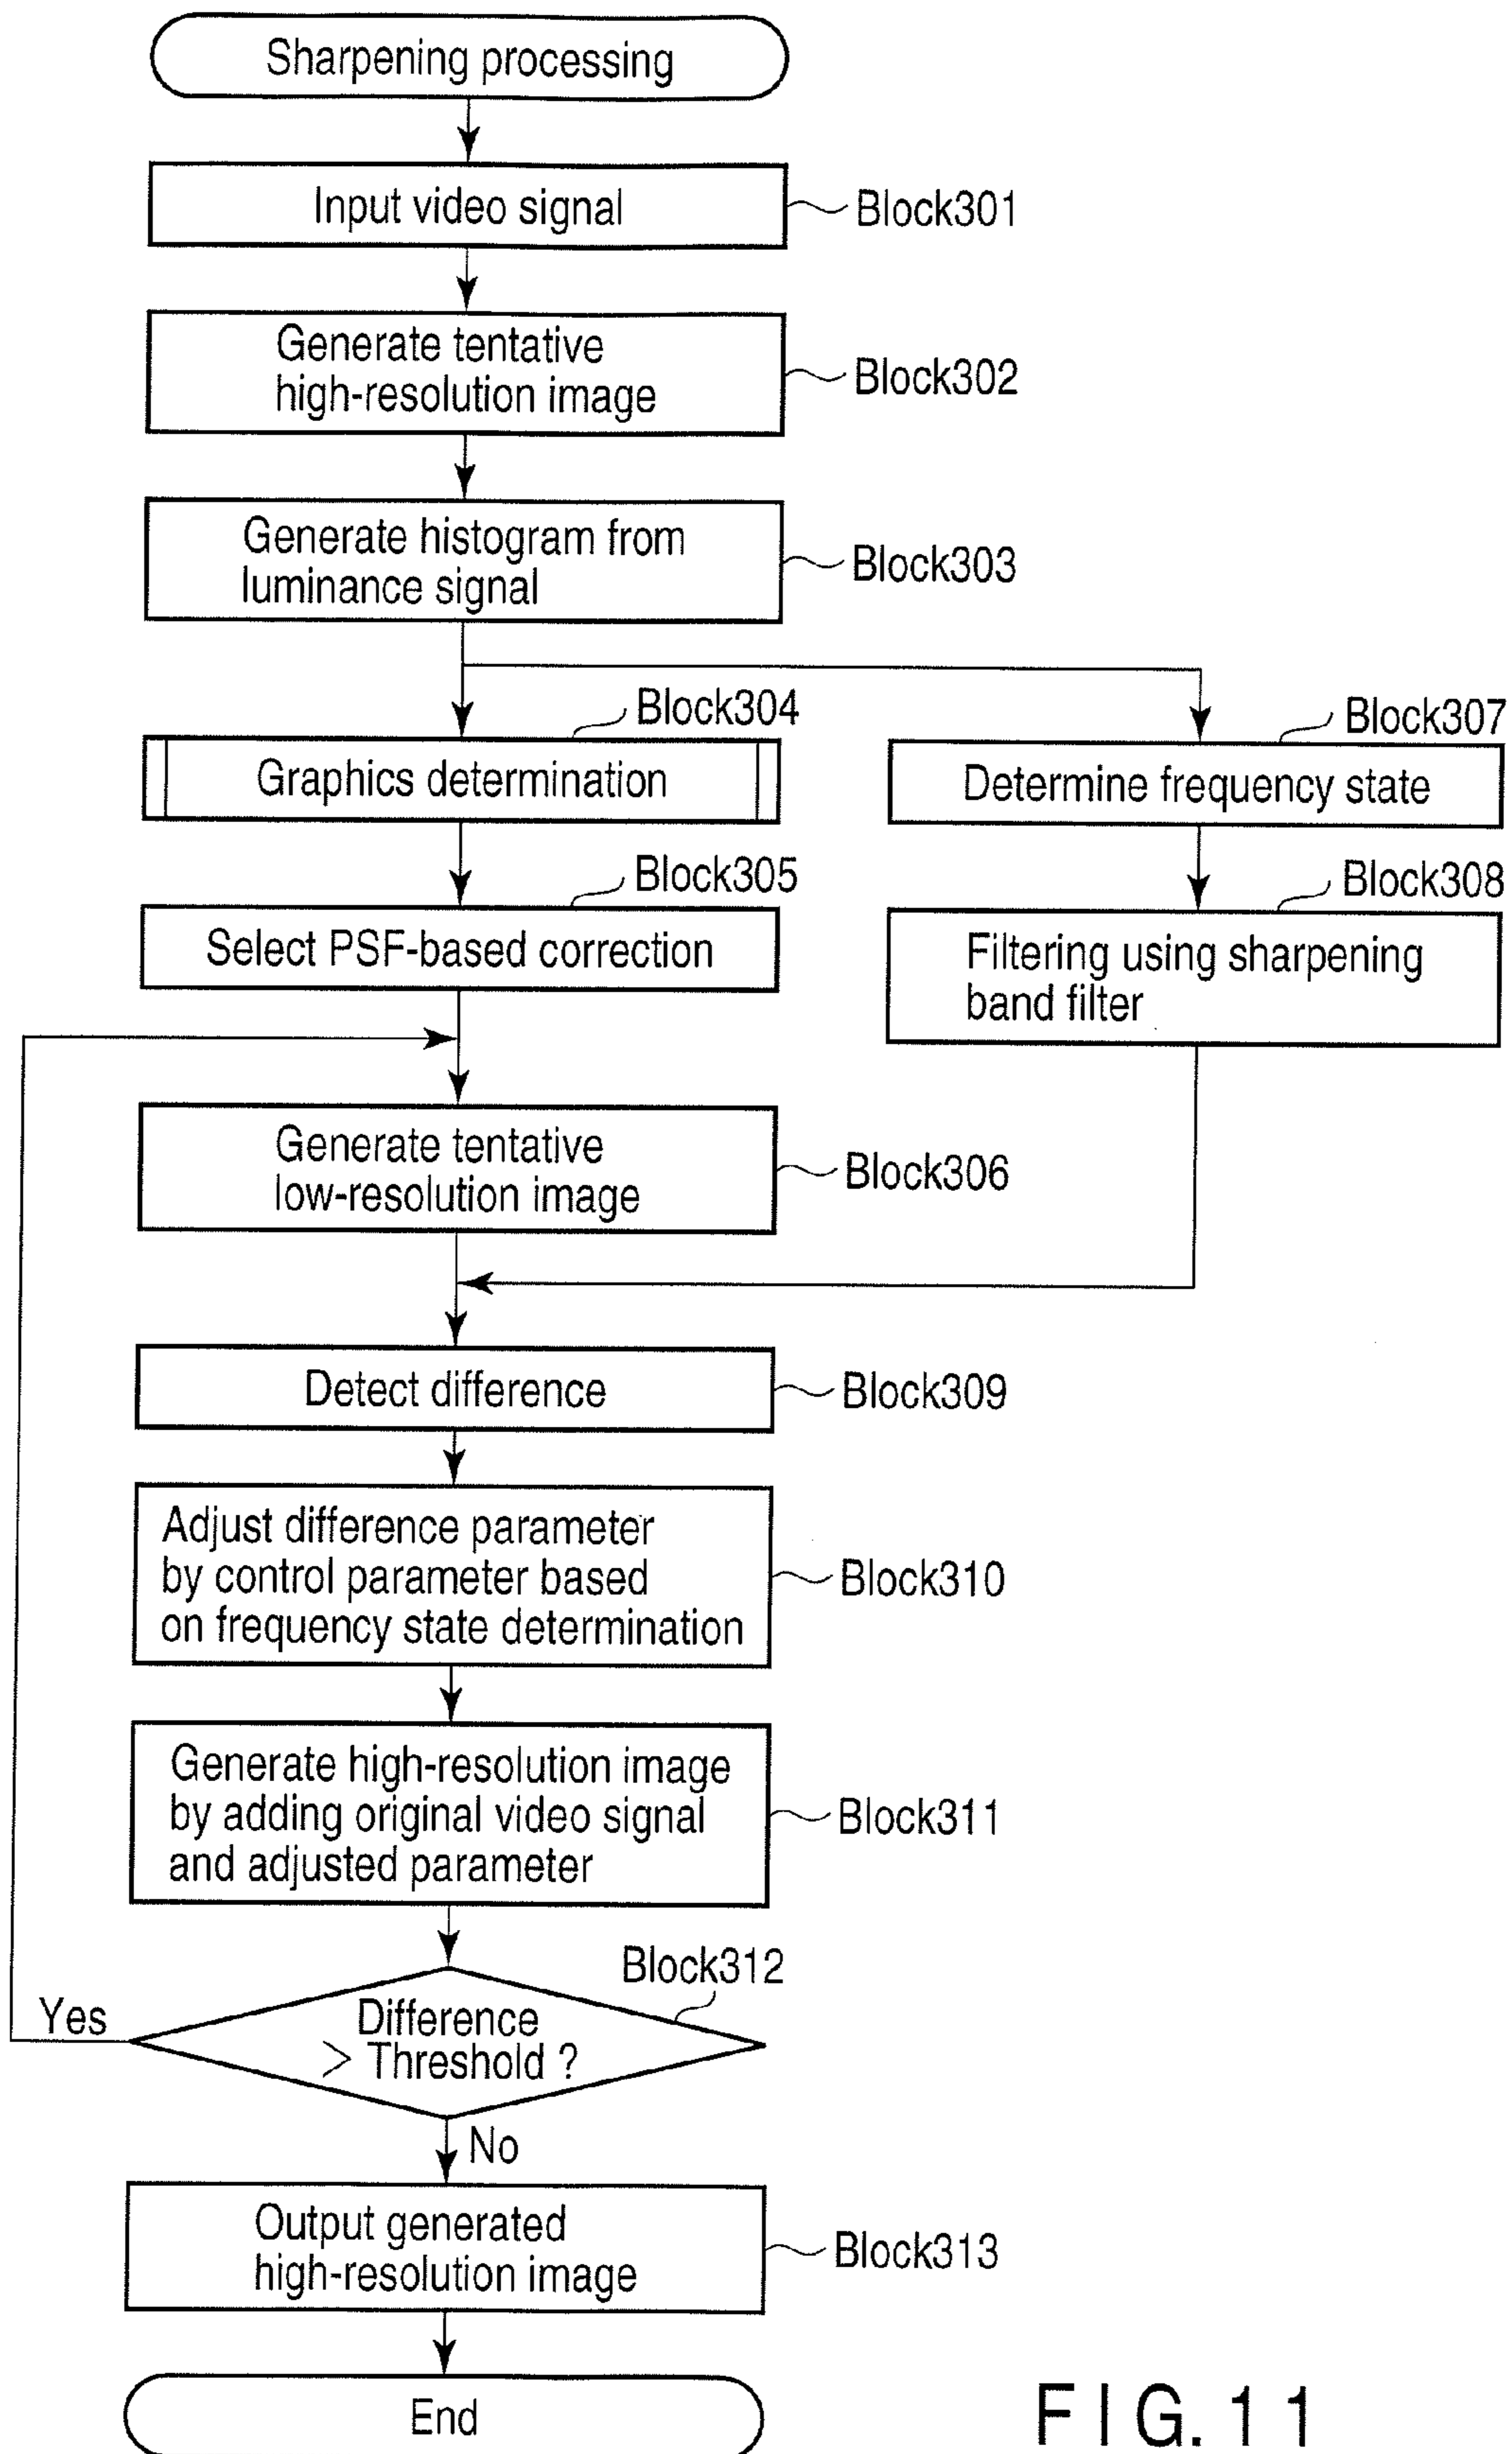 Sharpening processing
Input video signal
Block301
Generate tentative
high-resolution image
Block302
Generate histogram from
luminance signal
Block303
Block304
Graphics determination
Block307
Determine frequency state
Block305
Select PSF-based correction
Block308
Filtering using sharpening
band filter
Generate tentative
low-resolution image
Block306
Detect difference
Block309
Adjust difference parameter
by control parameter based
on frequency state determination
Block310
Generate high-resolution image
by adding original video signal
and adjusted parameter
Block311
Block312
Yes
Difference
> Threshold ?
No
Output generated
high-resolution image
Block313
End
FIG. 11